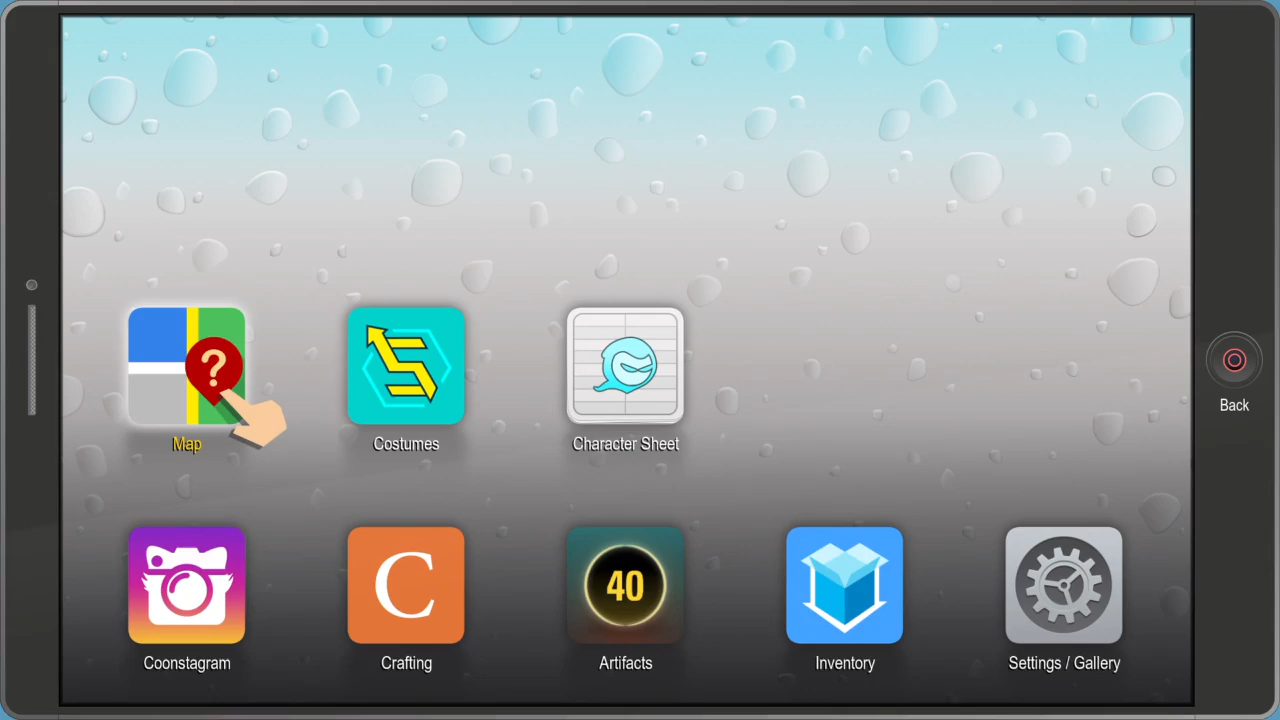 ?
Map
Costumes
Character Sheet
Back
C
40
Coonstagram
Crafting
Artifacts
Inventory
Settings / Gallery